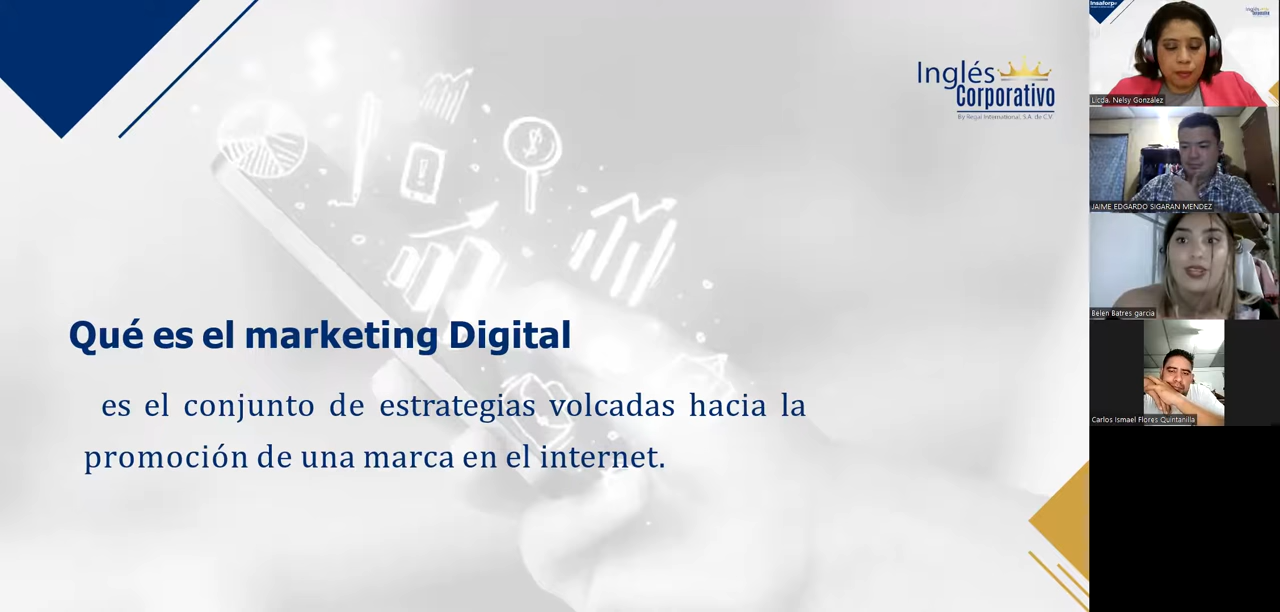 Inglés
Corporativo
By Regal International, S.A. de C.V
Qué es el marketing Digital
es el conjunto de estrategias volcadas hacia la
promoción de una marca en el internet.
Insaforp
Licda. Nelsy González
JAIME EDGARDO SIGARAN MENDEZ
Belen Batres garcia
Carlos Ismael Flores Quintanilla